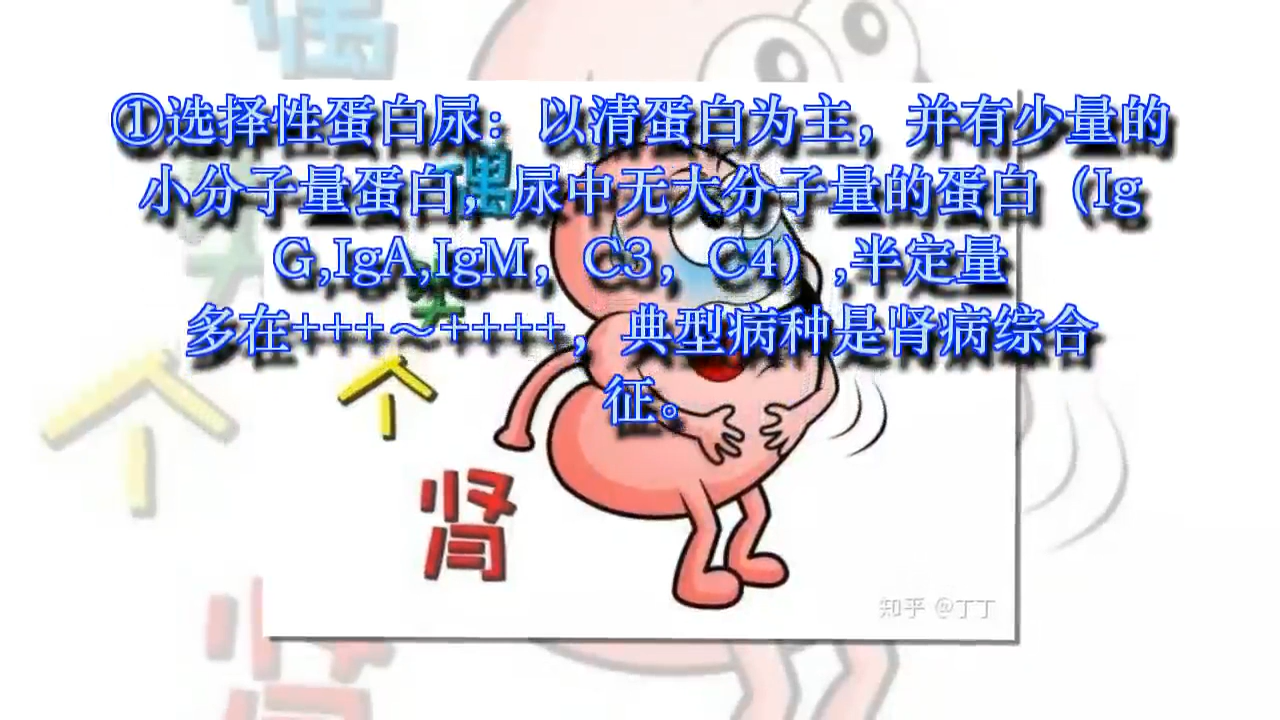 ①选择性蛋白尿：以清蛋白为主，并有少量的
小分子量蛋白，尿中无大分子量的蛋白（Ig
G,IgA,IgM，C3，C4）,半定量
多在+++～++++，典型病种是肾病综合
征。
偶
个
肾
知乎 @丁丁